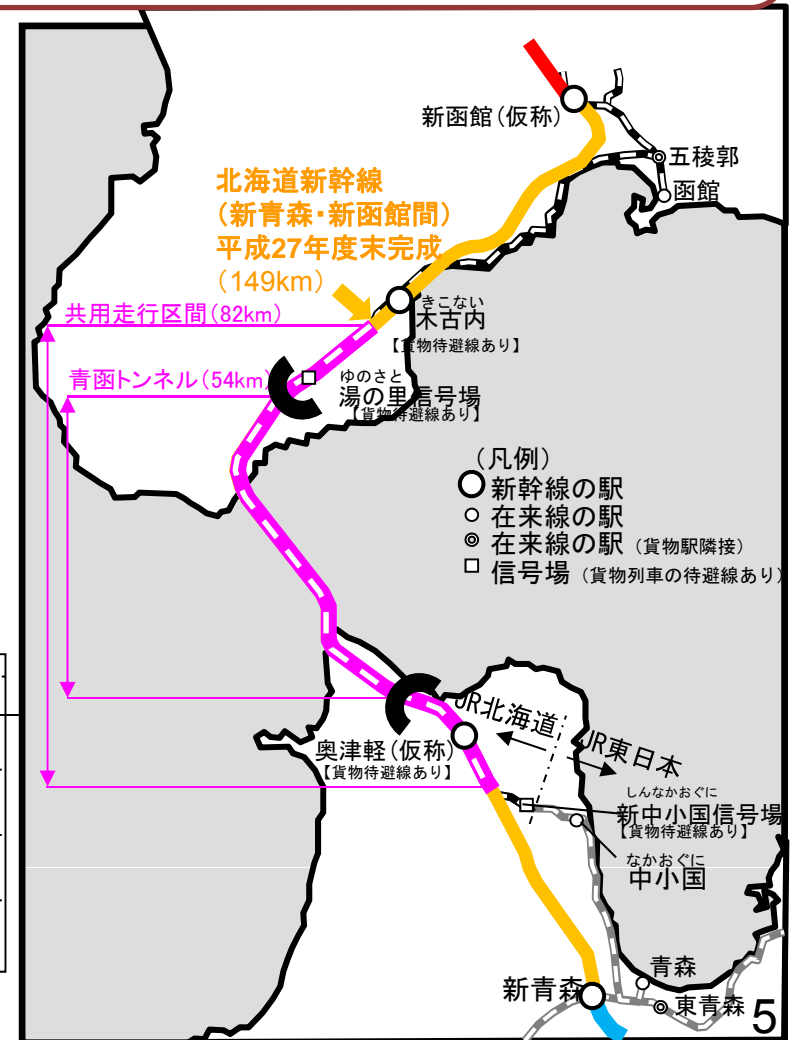 新函館(仮称)
五稜郭
函館
北海道新幹線
(新青森・新函館間)
平成27年度末完成
(149km)
共用走行区間(82km)
きこない
木古内
【貨物待避線あり】
青函トンネル(54km)
ゆのさと
湯の里信号場
【貨物待避線あり】
(凡例)
新幹線の駅
在来線の駅
在来線の駅(貨物駅隣接)
信号場(貨物列車の待避線あり)
JR北海道
JR東日本
奥津軽(仮称)
【貨物待避線あり】
しんなかおぐに
新中小国信号場
【貨物待避線あり】
なかおぐに
中小国
青森
新青森
東青森
5